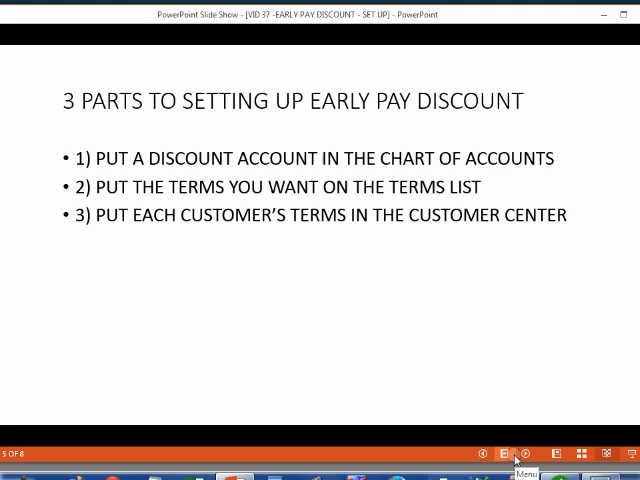 PowerPoint Slide Show - [VID 37 -EARLY PAY DISCOUNT - SET UP] - PowerPoint
3 PARTS TO SETTING UP EARLY PAY DISCOUNT
• 1) PUT A DISCOUNT ACCOUNT IN THE CHART OF ACCOUNTS
• 2) PUT THE TERMS YOU WANT ON THE TERMS LIST
• 3) PUT EACH CUSTOMER'S TERMS IN THE CUSTOMER CENTER
5 OF 8
Menu